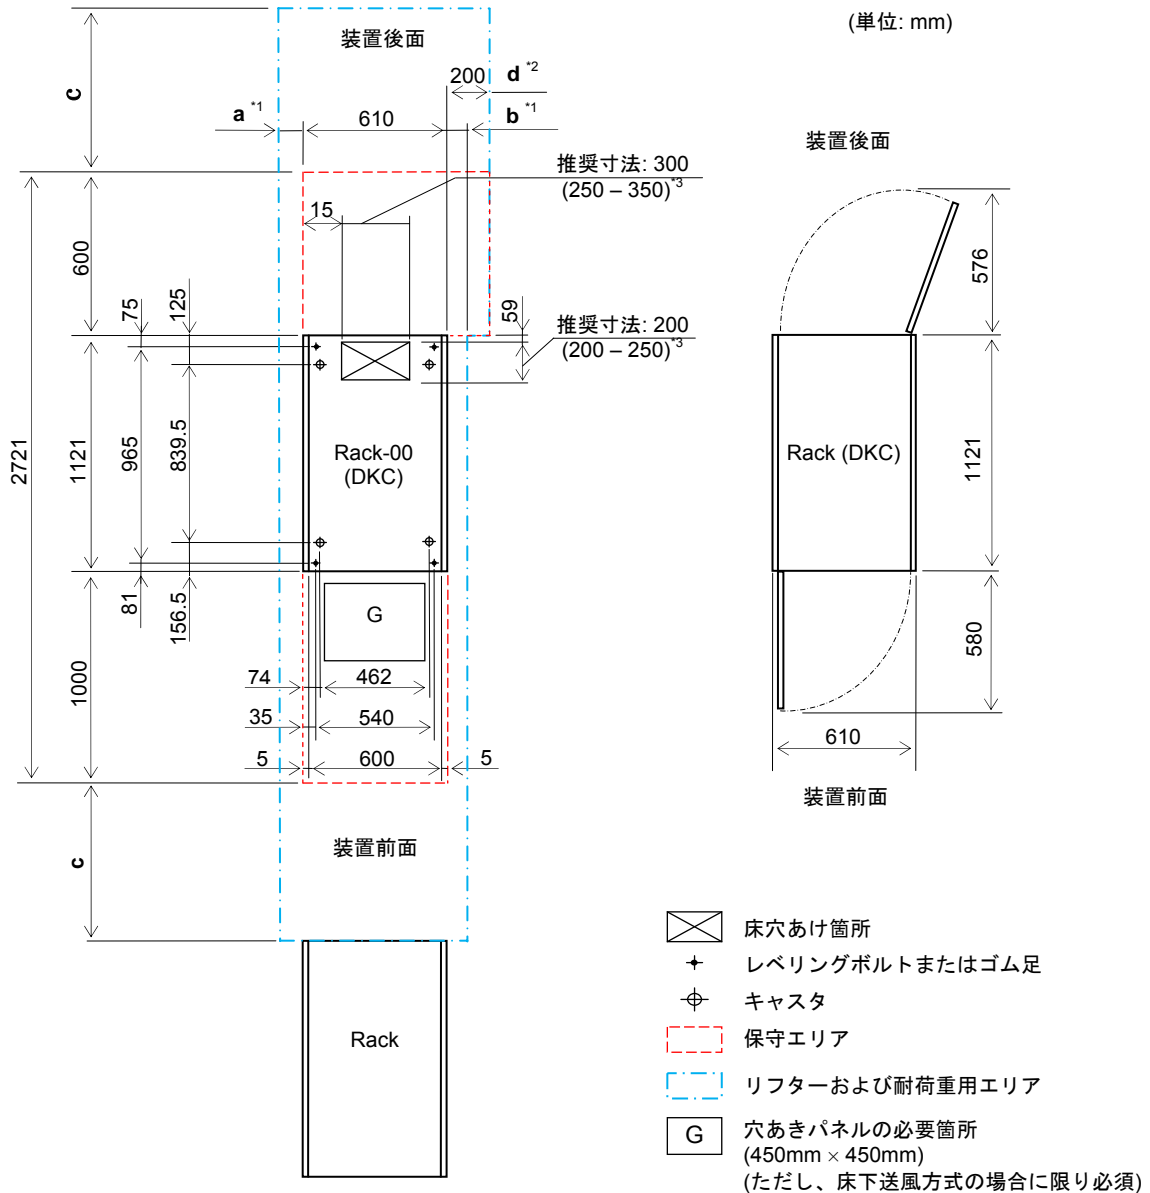 (単位: mm)
装置後面
c
200 d *2
a *1
610
b *1
推奨寸法: 300
(250 – 350)*3
15
600
75
125
59
推奨寸法: 200
(200 – 250)*3
2721
1121
965
839.5
Rack-00
(DKC)
81
156.5
G
1000
74
462
35
540
5
600
5
装置前面
c
Rack
装置後面
576
Rack (DKC)
1121
580
610
装置前面
床穴あけ箇所
レベリングボルトまたはゴム足
キャスタ
保守エリア
リフターおよび耐荷重用エリア
G
穴あきパネルの必要箇所
(450mm × 450mm)
(ただし、床下送風方式の場合に限り必須)